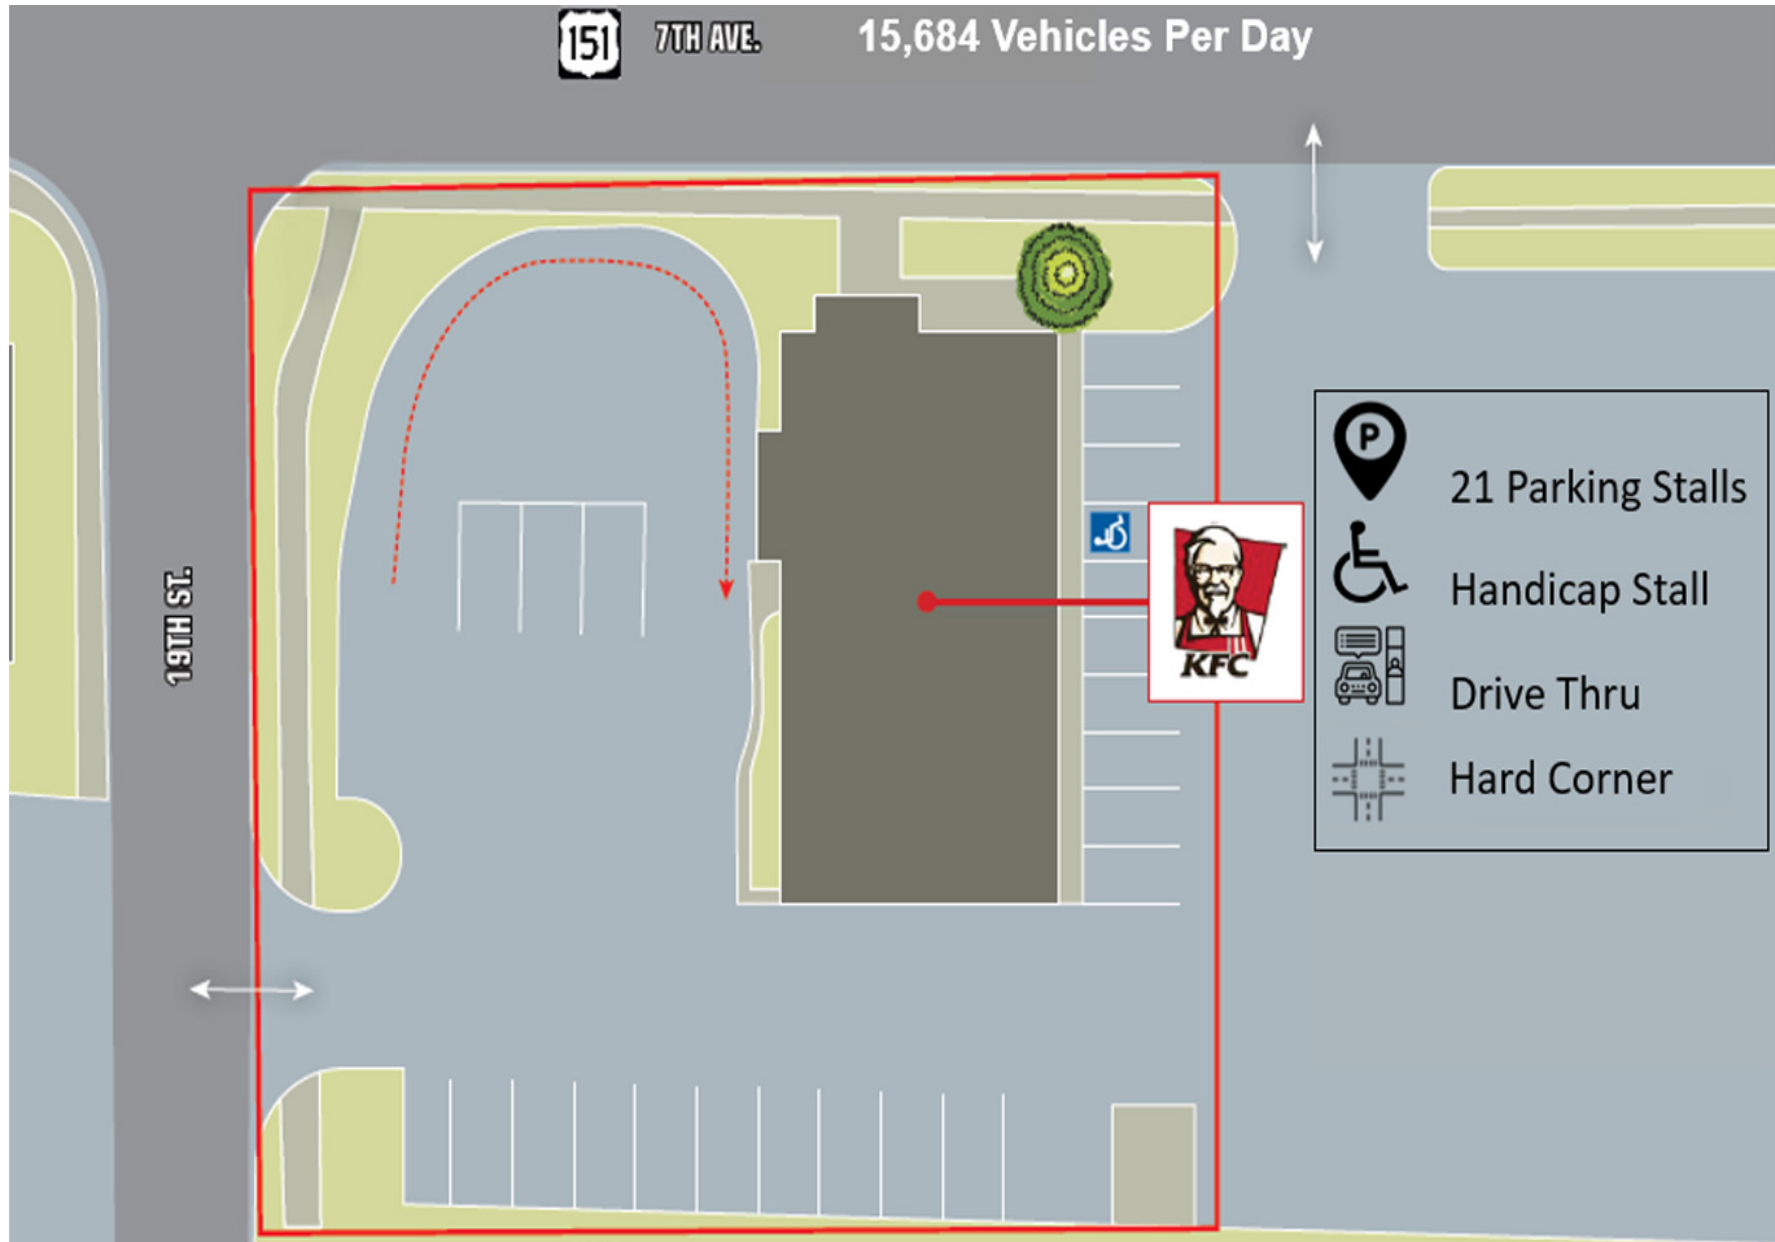 151 7TH AVE. 15,684 Vehicles Per Day
P
21 Parking Stalls
Handicap Stall
Drive Thru
Hard Corner
KFC
19TH ST.